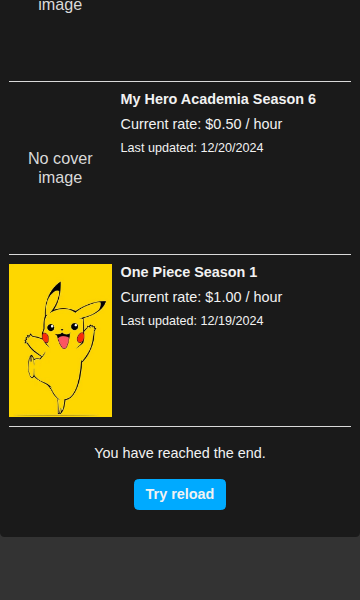 image
My Hero Academia Season 6
Current rate: $0.50 / hour
Last updated: 12/20/2024
No cover
image
One Piece Season 1
Current rate: $1.00 / hour
Last updated: 12/19/2024
You have reached the end.
Try reload